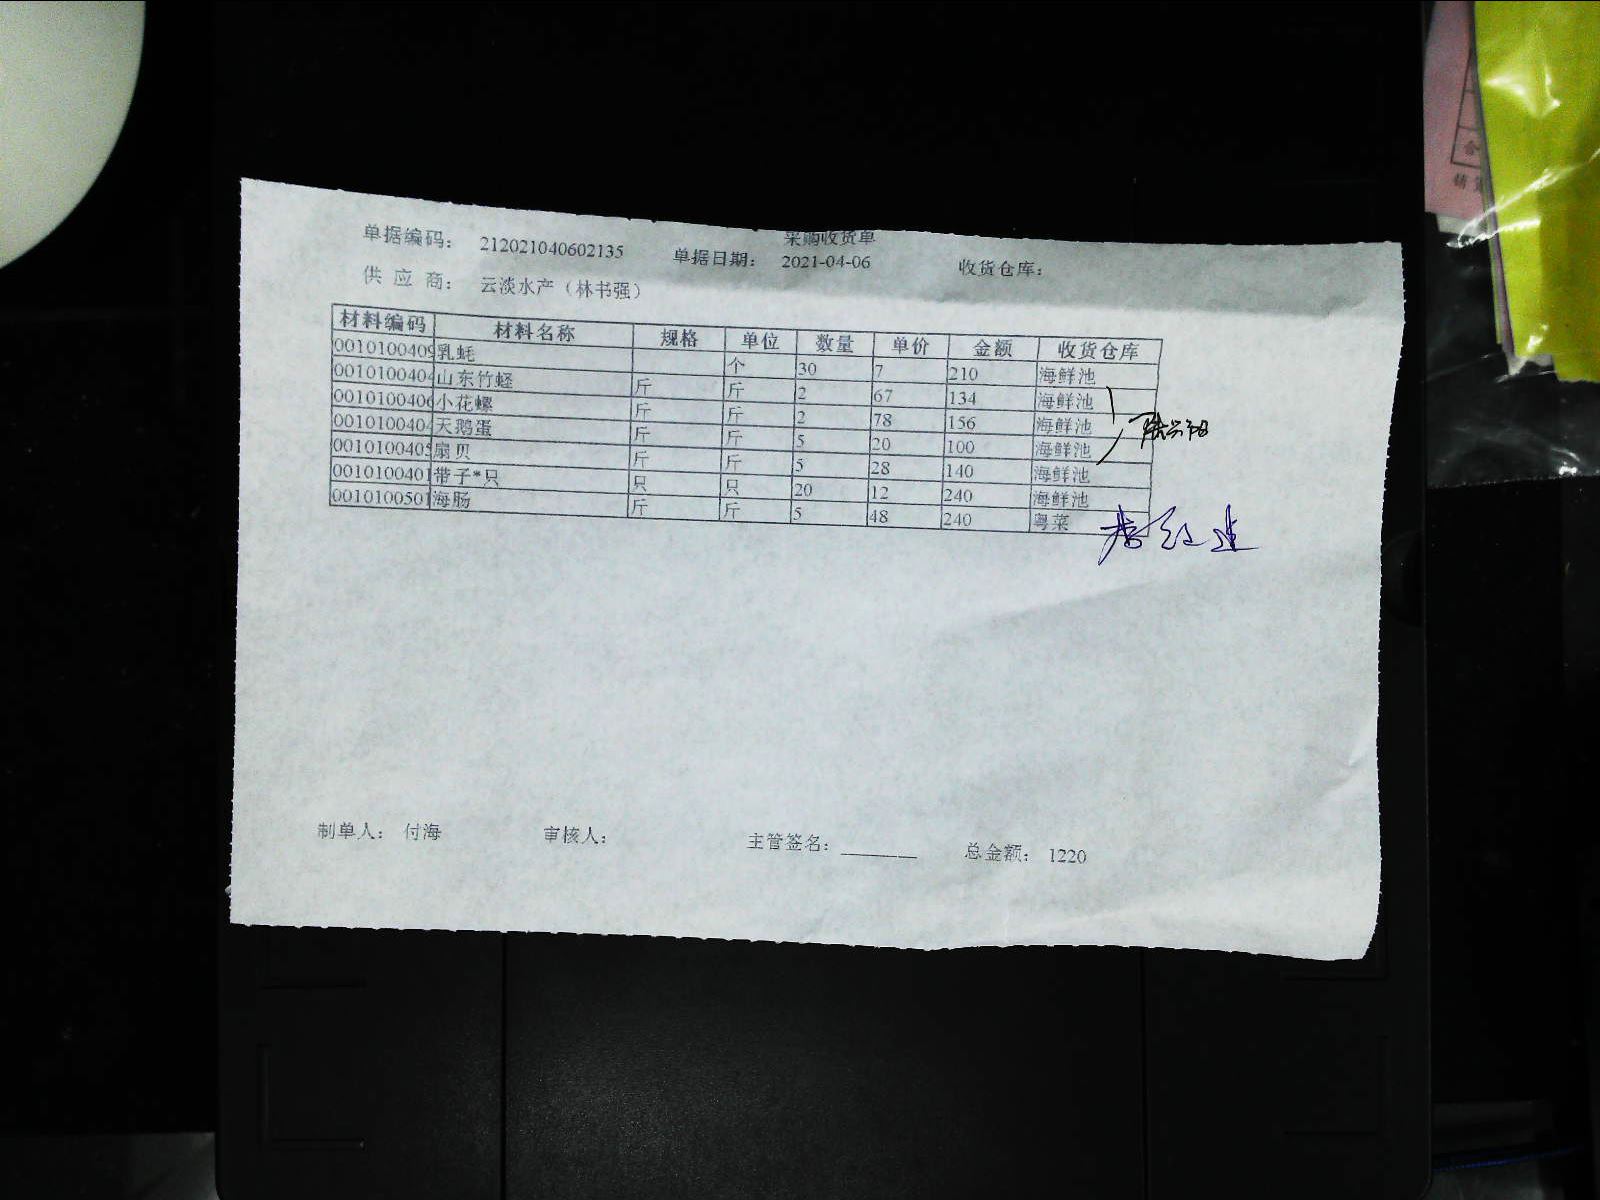 采购收货单
单据编码： 212021040602135 单据日期： 2021-04-06 收货仓库：
供 应 商： 云淡水产（林书强）
材料编码 材料名称 规格 单位 数量 单价 金额 收货仓库
0010100409 乳蚝 个 30 7 210 海鲜池
0010100404 山东竹蛏 斤 斤 2 67 134 海鲜池
0010100406 小花螺 斤 斤 2 78 156 海鲜池
0010100404 天鹅蛋 斤 斤 5 20 100 海鲜池
0010100405 扇贝 斤 斤 5 28 140 海鲜池
0010100401 带子*只 只 只 20 12 240 海鲜池
0010100501 海肠 斤 斤 5 48 240 粤菜
制单人： 付海 审核人： 主管签名： 总金额： 1220